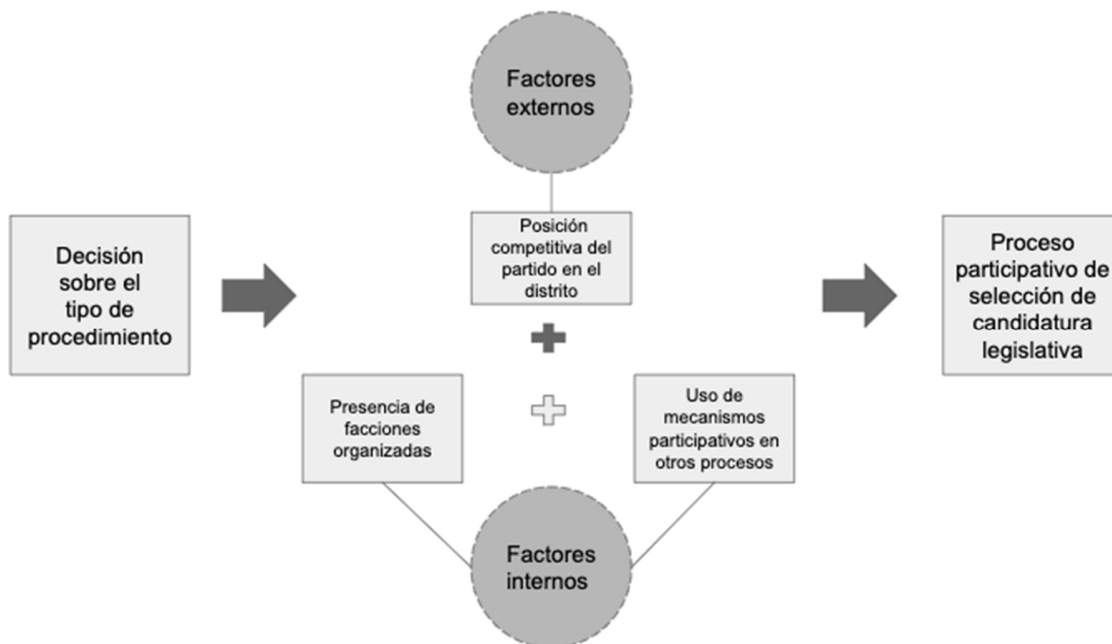 Factores
externos
Decisión
sobre el
tipo de
procedimiento
Posición
competitiva del
partido en el
distrito
Proceso
participativo de
selección de
candidatura
legislativa
Presencia de
facciones
organizadas
Uso de
mecanismos
participativos en
otros procesos
Factores
internos